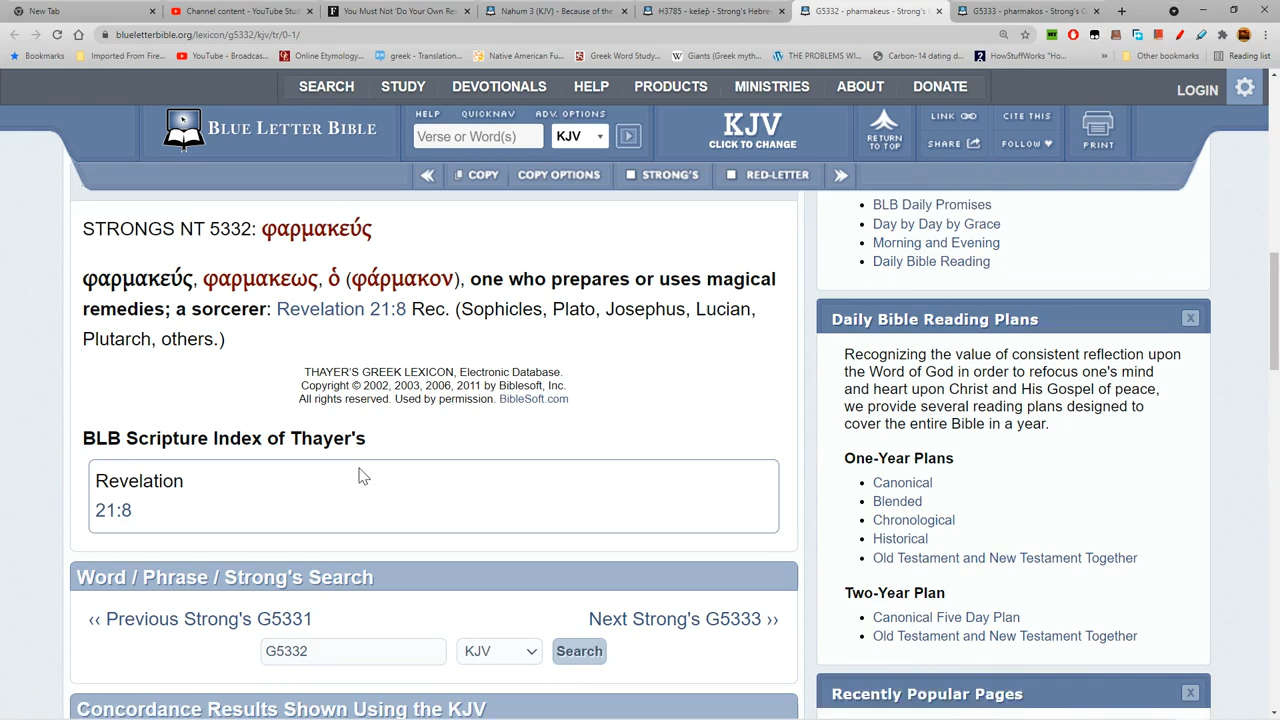 New Tab
Channel content - YouTube Stud
You Must Not 'Do Your Own Res
Nahum 3 (KJV) - Because of the
H3785 - kešep̄ - Strong's Hebre
G5332 - pharmakeus - Strong's G
G5333 - pharmakos - Strong's G
blueletterbible.org/lexicon/g5332/kjv/tr/0-1/
Bookmarks
Imported From Fire...
YouTube - Broadcas...
Online Etymology...
greek - Translation...
Native American Fu...
Greek Word Study...
Giants (Greek myth...
THE PROBLEMS WI...
Carbon-14 dating d...
HowStuffWorks "Ho...
»
Other bookmarks
Reading list
SEARCH STUDY DEVOTIONALS HELP PRODUCTS MINISTRIES ABOUT DONATE
LOGIN
BLUE LETTER BIBLE
HELP QUICKNAV ADV. OPTIONS
Verse or Word(s)
KJV
KJV
CLICK TO CHANGE
RETURN
TO TOP
LINK
CITE THIS
SHARE
FOLLOW
PRINT
COPY COPY OPTIONS STRONG'S RED-LETTER
STRONGS NT 5332: φαρμακεύς
φαρμακεύς, φαρμακεως, ὁ (φάρμακον), one who prepares or uses magical
remedies; a sorcerer: Revelation 21:8 Rec. (Sophicles, Plato, Josephus, Lucian,
Plutarch, others.)
THAYER'S GREEK LEXICON, Electronic Database.
Copyright © 2002, 2003, 2006, 2011 by Biblesoft, Inc.
All rights reserved. Used by permission. BibleSoft.com
BLB Scripture Index of Thayer's
Revelation
21:8
Word / Phrase / Strong's Search
‹‹ Previous Strong's G5331
Next Strong's G5333 ››
G5332
KJV
Search
Concordance Results Shown Using the KJV
BLB Daily Promises
Day by Day by Grace
Morning and Evening
Daily Bible Reading
Daily Bible Reading Plans
Recognizing the value of consistent reflection upon
the Word of God in order to refocus one's mind
and heart upon Christ and His Gospel of peace,
we provide several reading plans designed to
cover the entire Bible in a year.
One-Year Plans
Canonical
Blended
Chronological
Historical
Old Testament and New Testament Together
Two-Year Plan
Canonical Five Day Plan
Old Testament and New Testament Together
Recently Popular Pages